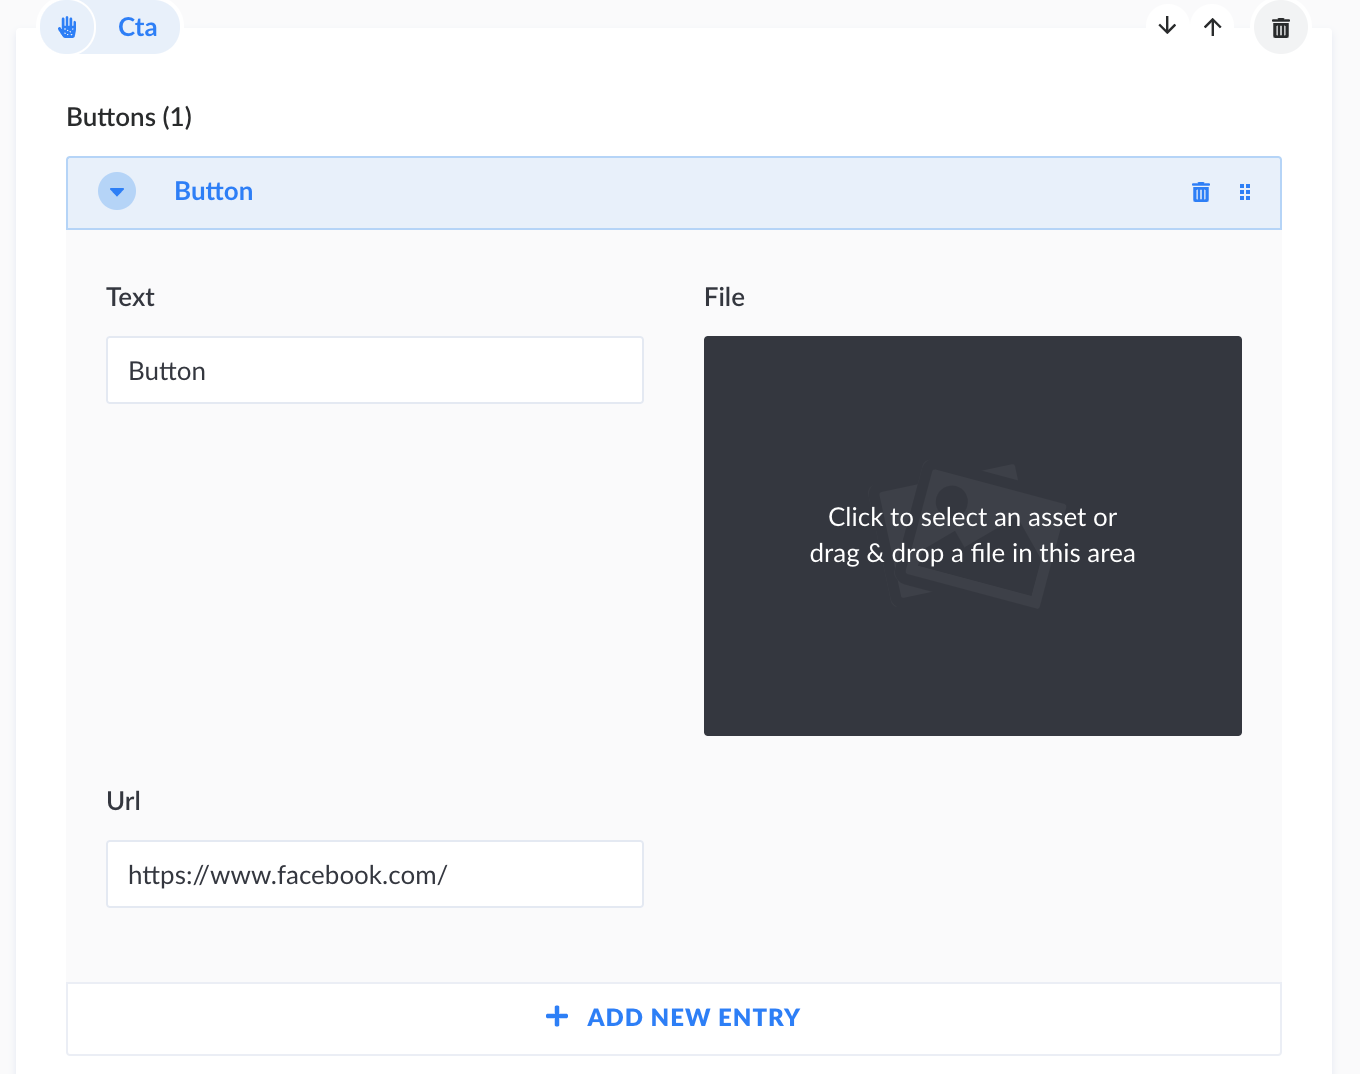 Cta
Buttons (1)
Button
Text
File
Button
Click to select an asset or
drag & drop a file in this area
Url
https://www.facebook.com/
ADD NEW ENTRY